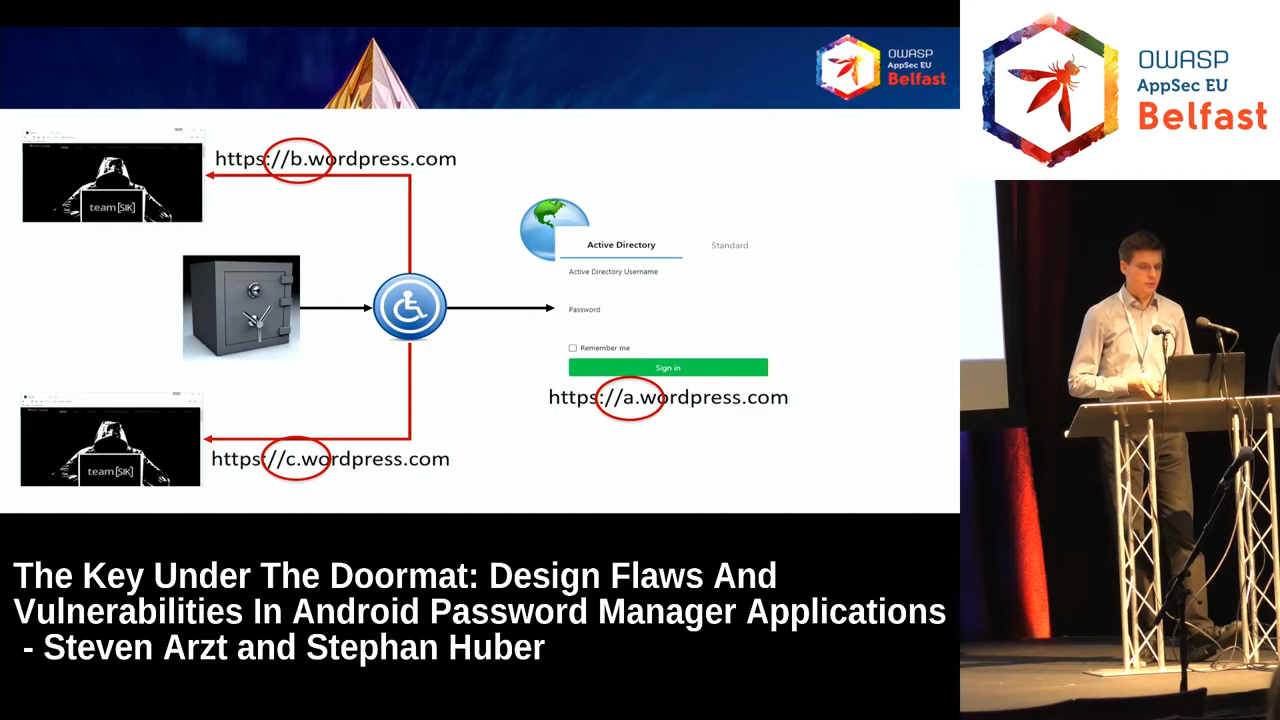 OWASP
AppSec EU
Belfast
OWASP
AppSec EU
Belfast
https://b.wordpress.com
team [SIK]
Active Directory
Standard
Active Directory Username
Password
Remember me
Sign in
https://a.wordpress.com
https://c.wordpress.com
team [SIK]
The Key Under The Doormat: Design Flaws And
Vulnerabilities In Android Password Manager Applications
- Steven Arzt and Stephan Huber